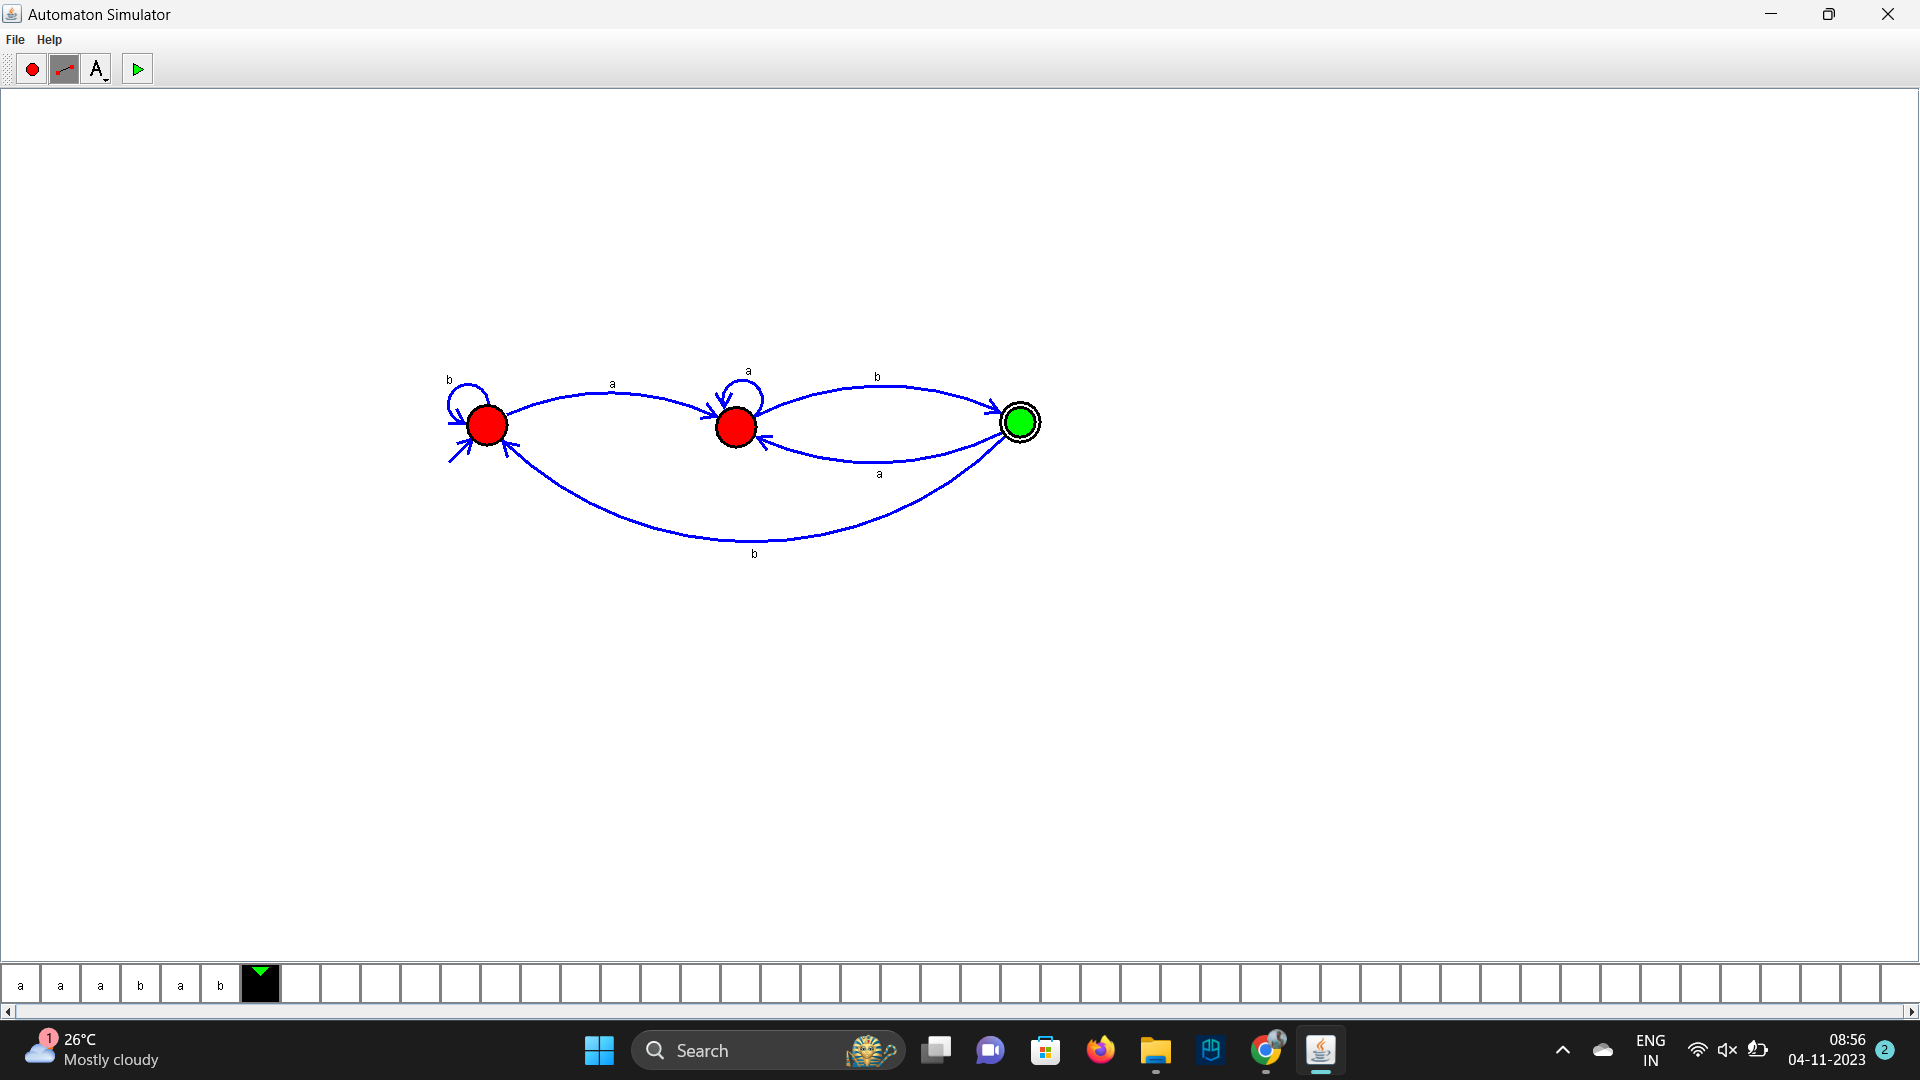 Automaton Simulator
File Help
A
b
a
a
b
a
b
a a a b a b
1
26°C
Mostly cloudy
Search
ENG
IN
08:56
04-11-2023
2